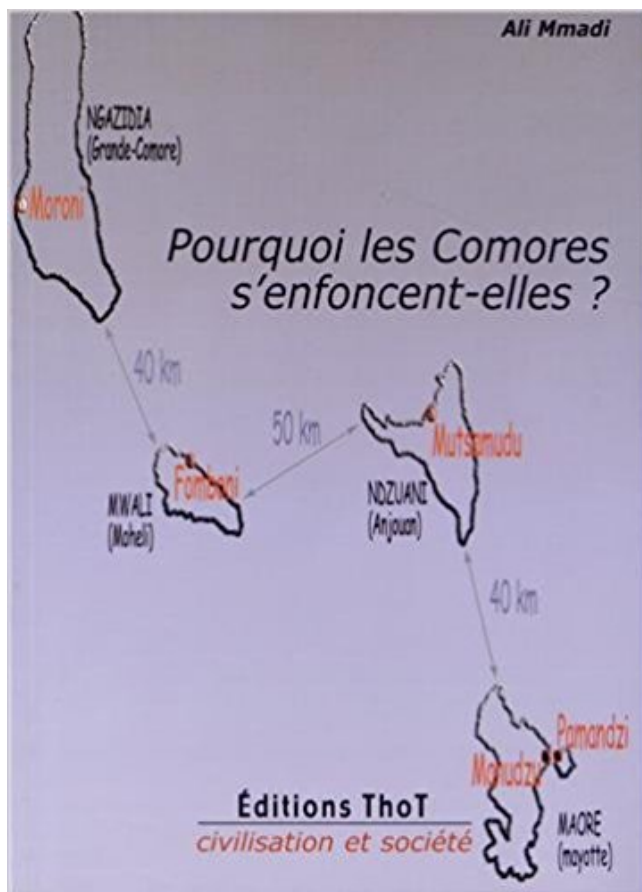 Ali Mmadi
NGAZIDIA
(Grande-Comore)
Moroni
Pourquoi les Comores
s'enfoncent-elles ?
40 km
50 km
Mutsamudu
Fomboni
MWALI
(Moheli)
NDZUANI
(Anjouan)
40 km
Pamandzi
Mamudzu
Éditions ThoT
civilisation et société
MAORE
(mayotte)